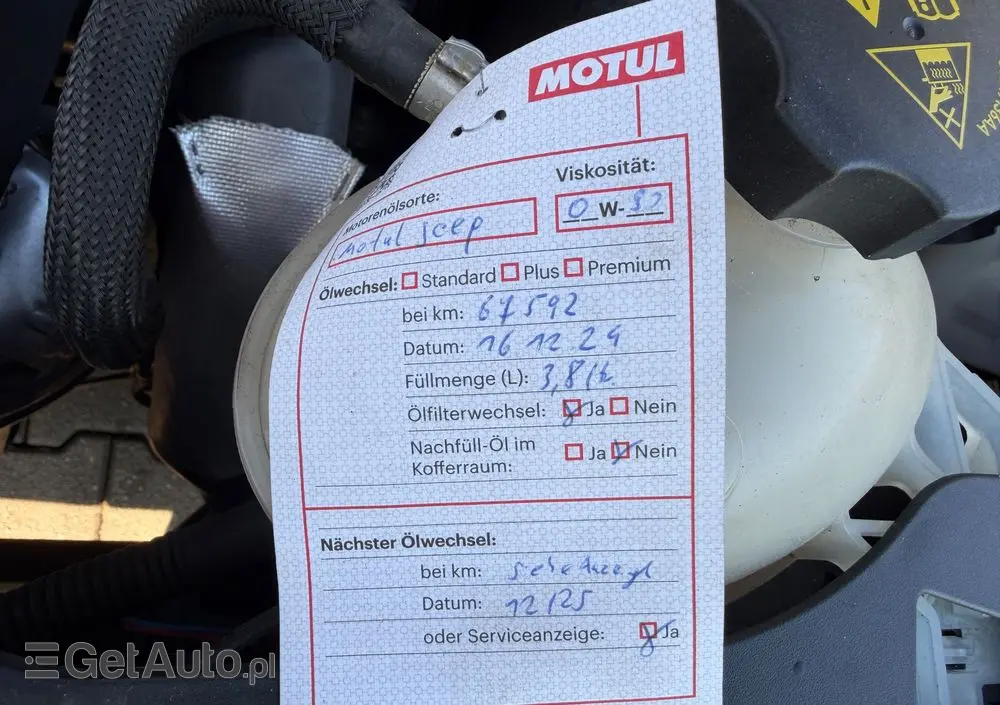 MOTUL
Motorenölsorte:
Motul Jeep
Viskosität:
0 W-
Ölwechsel: Standard Plus Premium
bei km: 67592
Datum: 16 12 24
Füllmenge (L): 3,8
Ölfilterwechsel: Ja Nein
Nachfüll-Öl im
Kofferraum: Ja Nein
Nächster Ölwechsel:
bei km:
Datum: 12/25
oder Serviceanzeige: Ja
GetAuto.pl